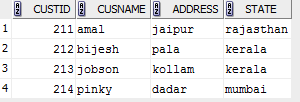 CUSTID CUSNAME ADDRESS STATE
1 211 amal jaipur rajasthan
2 212 bijesh pala kerala
3 213 jobson kollam kerala
4 214 pinky dadar mumbai